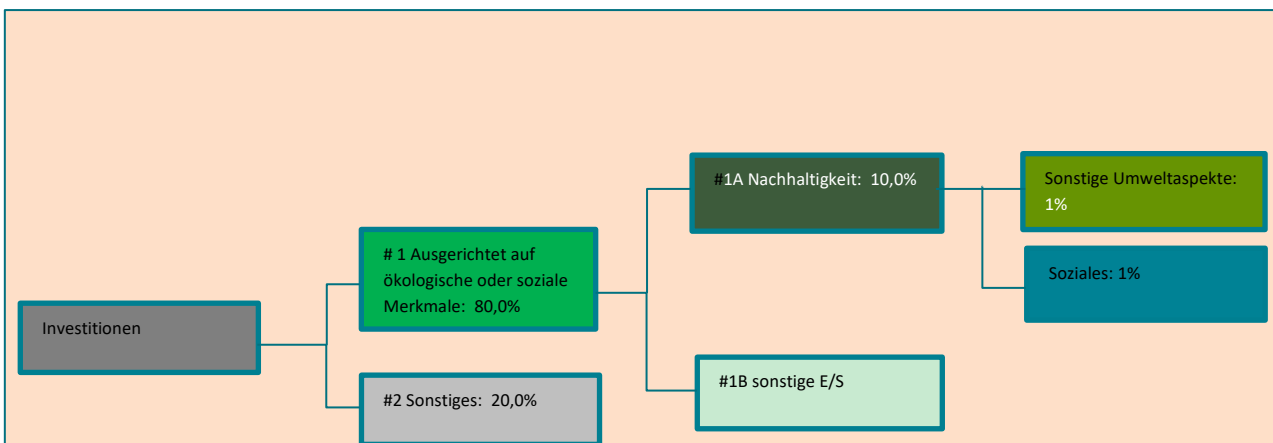 Investitionen
# 1 Ausgerichtet auf
ökologische oder soziale
Merkmale: 80,0%
#2 Sonstiges: 20,0%
#1A Nachhaltigkeit: 10,0%
#1B sonstige E/S
Sonstige Umweltaspekte:
1%
Soziales: 1%